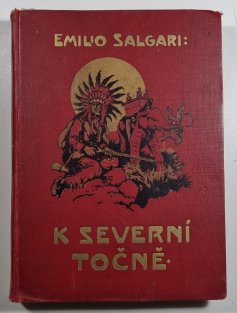 EMILIO SALGARI:
K SEVERNÍ
TOČNĚ.